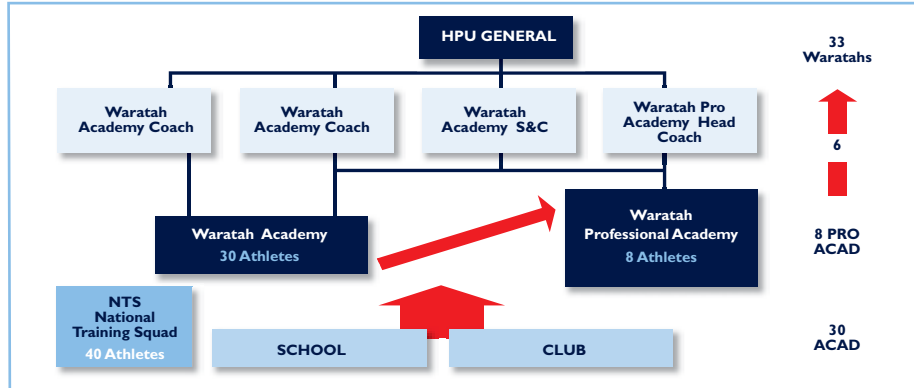 HPU GENERAL
33
Waratahs
Waratah
Academy Coach
Waratah
Academy Coach
Waratah
Academy S&C
Waratah Pro
Academy Head
Coach
6
Waratah Academy
30 Athletes
Waratah
Professional Academy
8 Athletes
8 PRO
ACAD
NTS
National
Training Squad
40 Athletes
SCHOOL
CLUB
30
ACAD